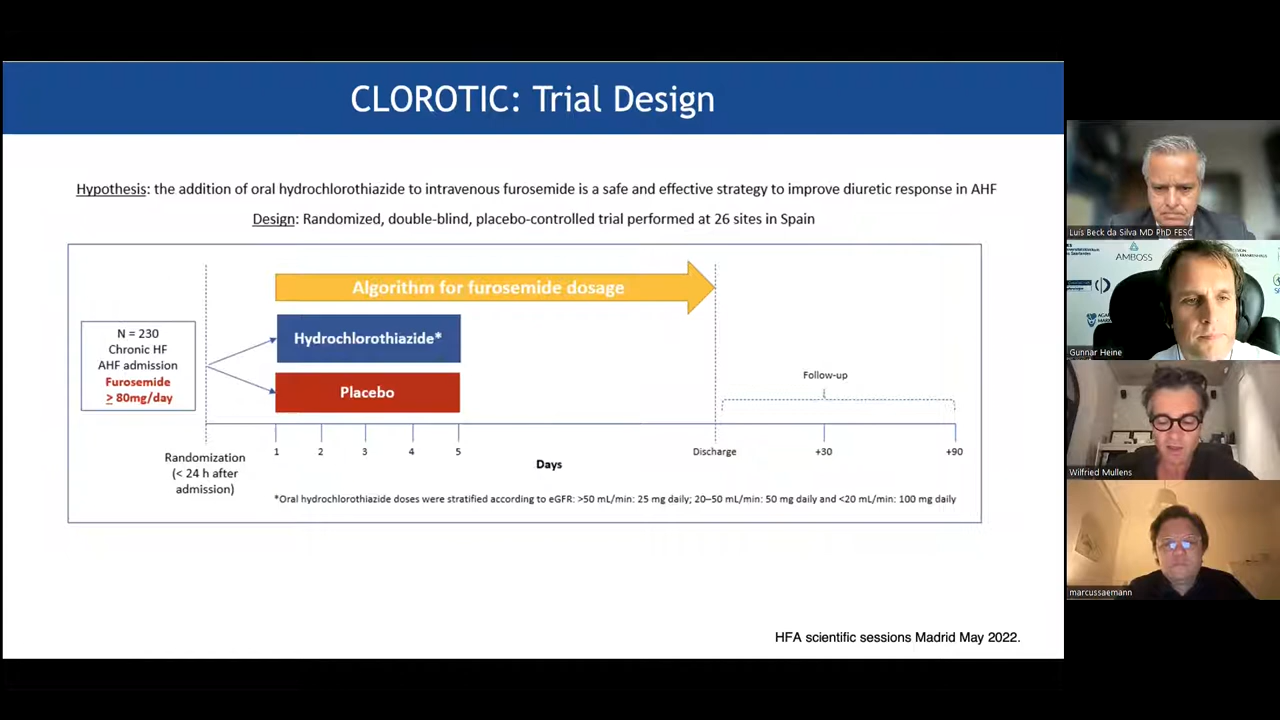 CLOROTIC: Trial Design
Hypothesis: the addition of oral hydrochlorothiazide to intravenous furosemide is a safe and effective strategy to improve diuretic response in AHF
Design: Randomized, double-blind, placebo-controlled trial performed at 26 sites in Spain
Algorithm for furosemide dosage
N = 230
Chronic HF
AHF admission
Furosemide
≥ 80mg/day
Hydrochlorothiazide*
Placebo
Follow-up
Randomization
(< 24 h after
admission)
1 2 3 4 5
Days
Discharge +30 +90
*Oral hydrochlorothiazide doses were stratified according to eGFR: >50 mL/min: 25 mg daily; 20–50 mL/min: 50 mg daily and <20 mL/min: 100 mg daily
HFA scientific sessions Madrid May 2022.
Luís Beck da Silva MD PhD FESC
AMBOSS
Gunnar Heine
Wilfried Mullens
marcussaemann